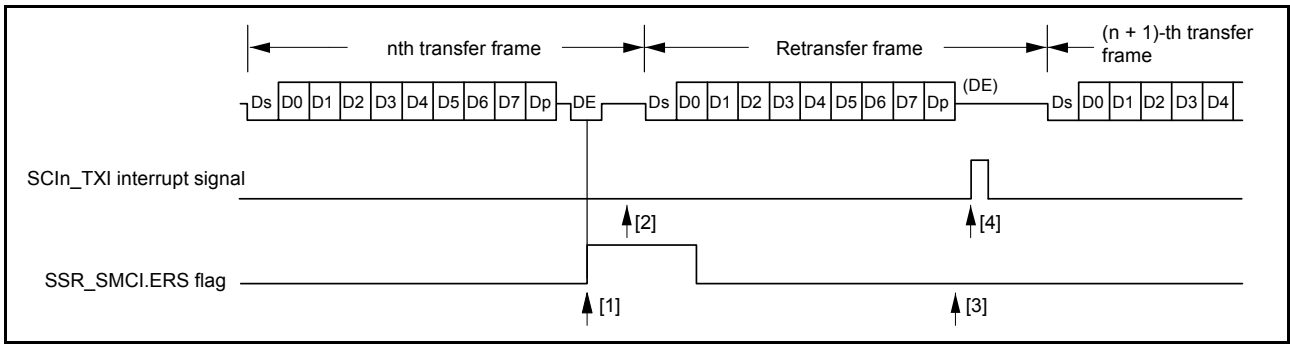 nth transfer frame Retransfer frame (n + 1)-th transfer
frame
(DE)
Ds D0 D1 D2 D3 D4 D5 D6 D7 Dp DE Ds D0 D1 D2 D3 D4 D5 D6 D7 Dp Ds D0 D1 D2 D3 D4
SCIn_TXI interrupt signal
[2] [4]
SSR_SMCI.ERS flag
[1] [3]